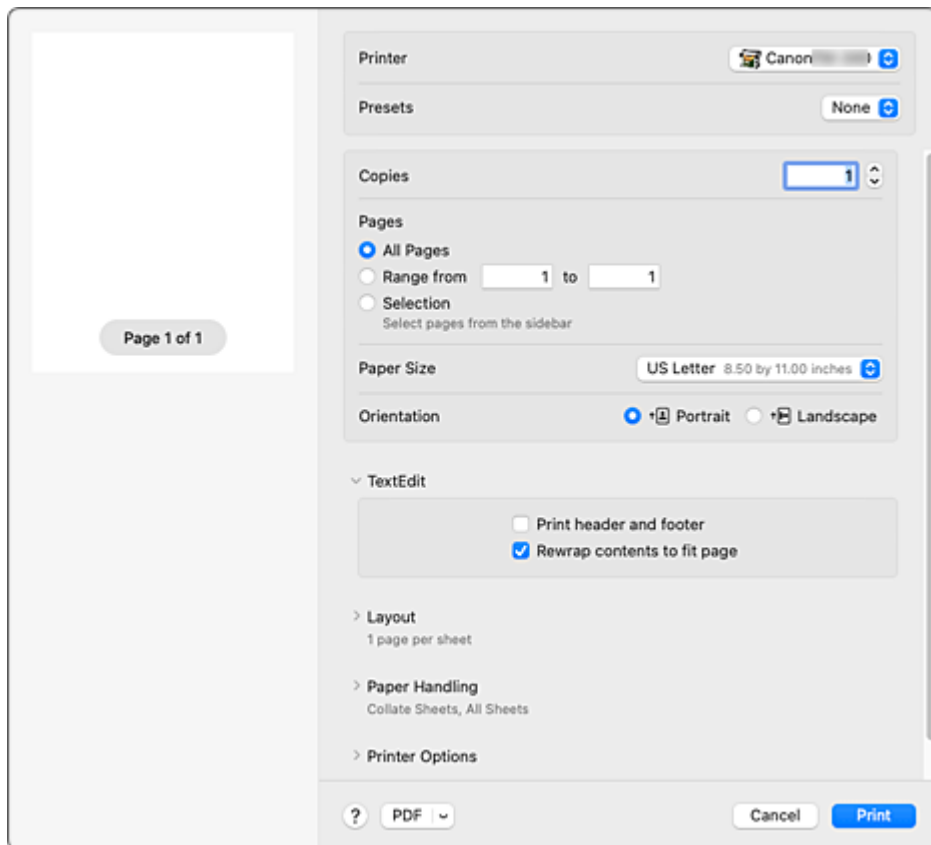 Printer
Canon
Presets
None
Copies
1
Pages
All Pages
Range from 1 to 1
Selection
Select pages from the sidebar
Page 1 of 1
Paper Size
US Letter 8.50 by 11.00 inches
Orientation
Portrait Landscape
TextEdit
Print header and footer
Rewrap contents to fit page
Layout
1 page per sheet
Paper Handling
Collate Sheets, All Sheets
Printer Options
? PDF Cancel Print